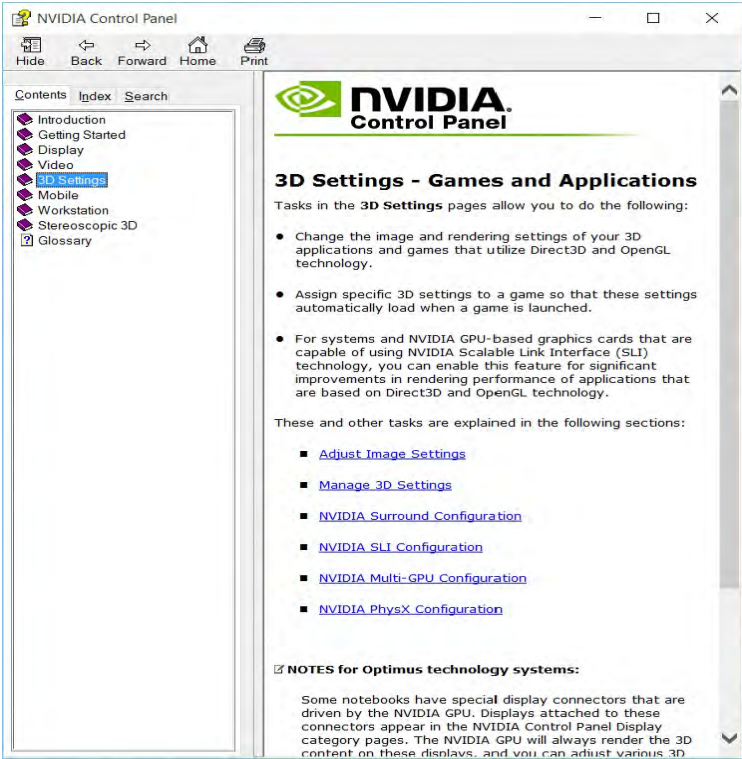 NVIDIA Control Panel
Hide Back Forward Home Print
Contents Index Search
Introduction
Getting Started
Display
Video
3D Settings
Mobile
Workstation
Stereoscopic 3D
Glossary
NVIDIA.
Control Panel
3D Settings - Games and Applications
Tasks in the 3D Settings pages allow you to do the following:
• Change the image and rendering settings of your 3D
applications and games that utilize Direct3D and OpenGL
technology.
• Assign specific 3D settings to a game so that these settings
automatically load when a game is launched.
• For systems and NVIDIA GPU-based graphics cards that are
capable of using NVIDIA Scalable Link Interface (SLI)
technology, you can enable this feature for significant
improvements in rendering performance of applications that
are based on Direct3D and OpenGL technology.
These and other tasks are explained in the following sections:
■ Adjust Image Settings
■ Manage 3D Settings
■ NVIDIA Surround Configuration
■ NVIDIA SLI Configuration
■ NVIDIA Multi-GPU Configuration
■ NVIDIA PhysX Configuration
NOTES for Optimus technology systems:
Some notebooks have special display connectors that are
driven by the NVIDIA GPU. Displays attached to these
connectors appear in the NVIDIA Control Panel Display
category pages. The NVIDIA GPU will always render the 3D
content on these displays, and you can adjust various 3D